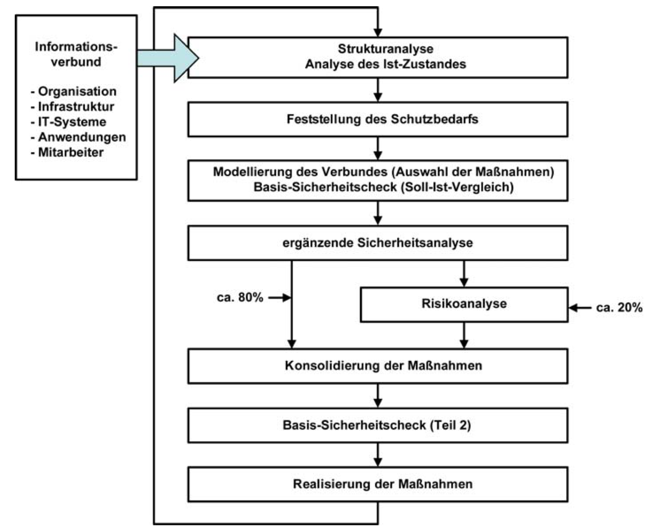 Informations-
verbund
- Organisation
- Infrastruktur
- IT-Systeme
- Anwendungen
- Mitarbeiter
Strukturanalyse
Analyse des Ist-Zustandes
Feststellung des Schutzbedarfs
Modellierung des Verbundes (Auswahl der Maßnahmen)
Basis-Sicherheitscheck (Soll-Ist-Vergleich)
ergänzende Sicherheitsanalyse
ca. 80%
Risikoanalyse
ca. 20%
Konsolidierung der Maßnahmen
Basis-Sicherheitscheck (Teil 2)
Realisierung der Maßnahmen